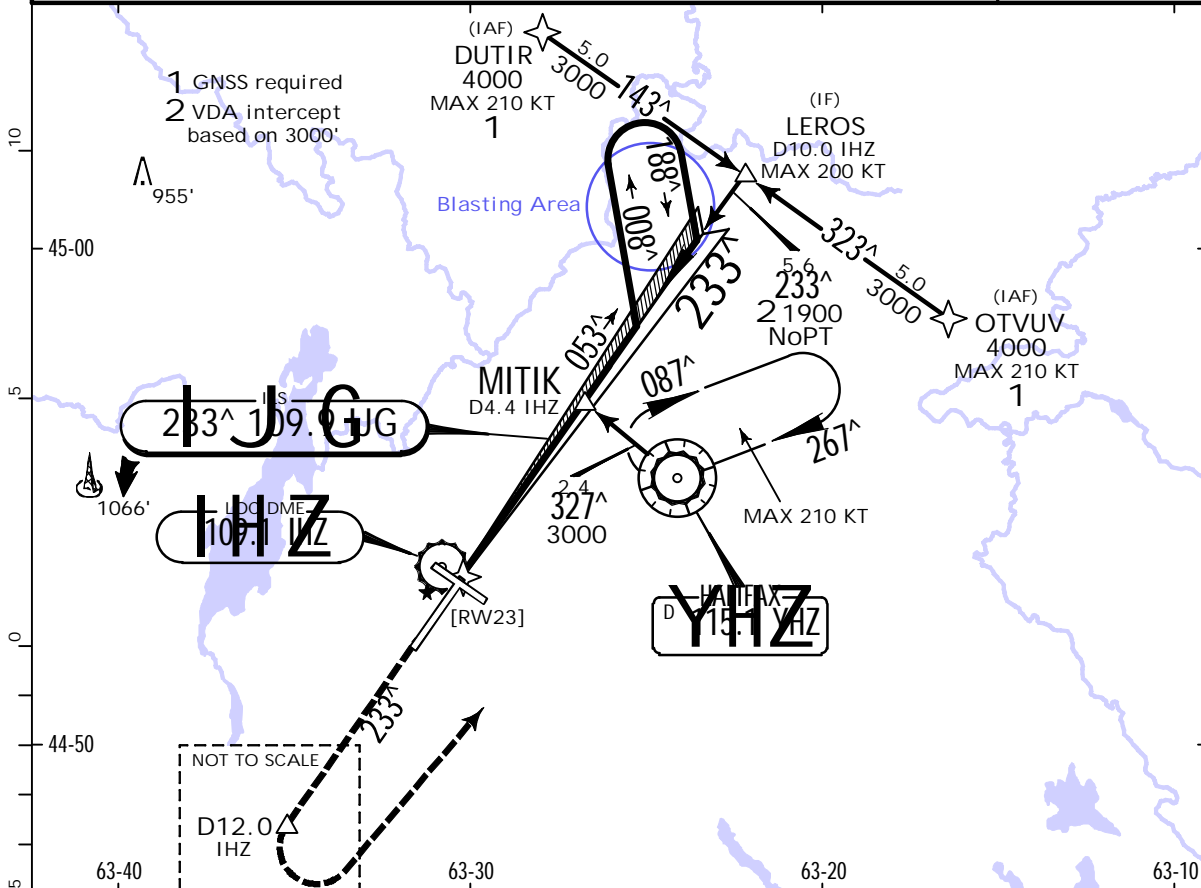 (IAF)
DUTIR
4000
MAX 210 KT
1
1 GNSS required
2 VDA intercept
based on 3000'
955'
5.0
3000
143^
(IF)
LEROS
D10.0 IHZ
MAX 200 KT
Blasting Area
188^
008^
10
45-00
323^
5.0
3000
(IAF)
OTVUV
4000
MAX 210 KT
1
5.6
233^
2 1900
NoPT
233^
053^
MITIK
D4.4 IHZ
087^
267^
5
ILS
233^ 109.9 IJG
I J G
1066'
2.4
327^
3000
MAX 210 KT
LOC DME
109.1 IHZ
I H Z
[RW23]
HALIFAX
D 115.1 YHZ
Y H Z
0
233^
44-50
NOT TO SCALE
D12.0
IHZ
5
63-40
63-30
63-20
63-10